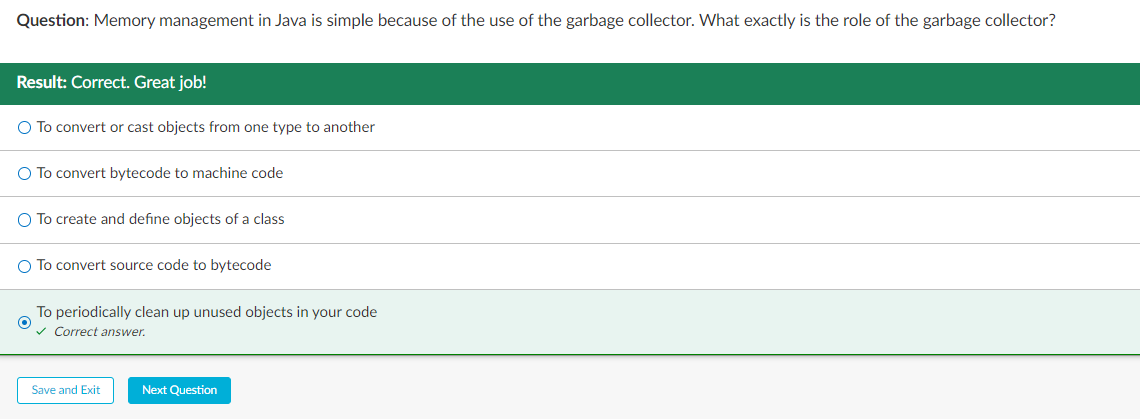 Question: Memory management in Java is simple because of the use of the garbage collector. What exactly is the role of the garbage collector?
Result: Correct. Great job!
To convert or cast objects from one type to another
To convert bytecode to machine code
To create and define objects of a class
To convert source code to bytecode
To periodically clean up unused objects in your code
✓ Correct answer.
Save and Exit Next Question